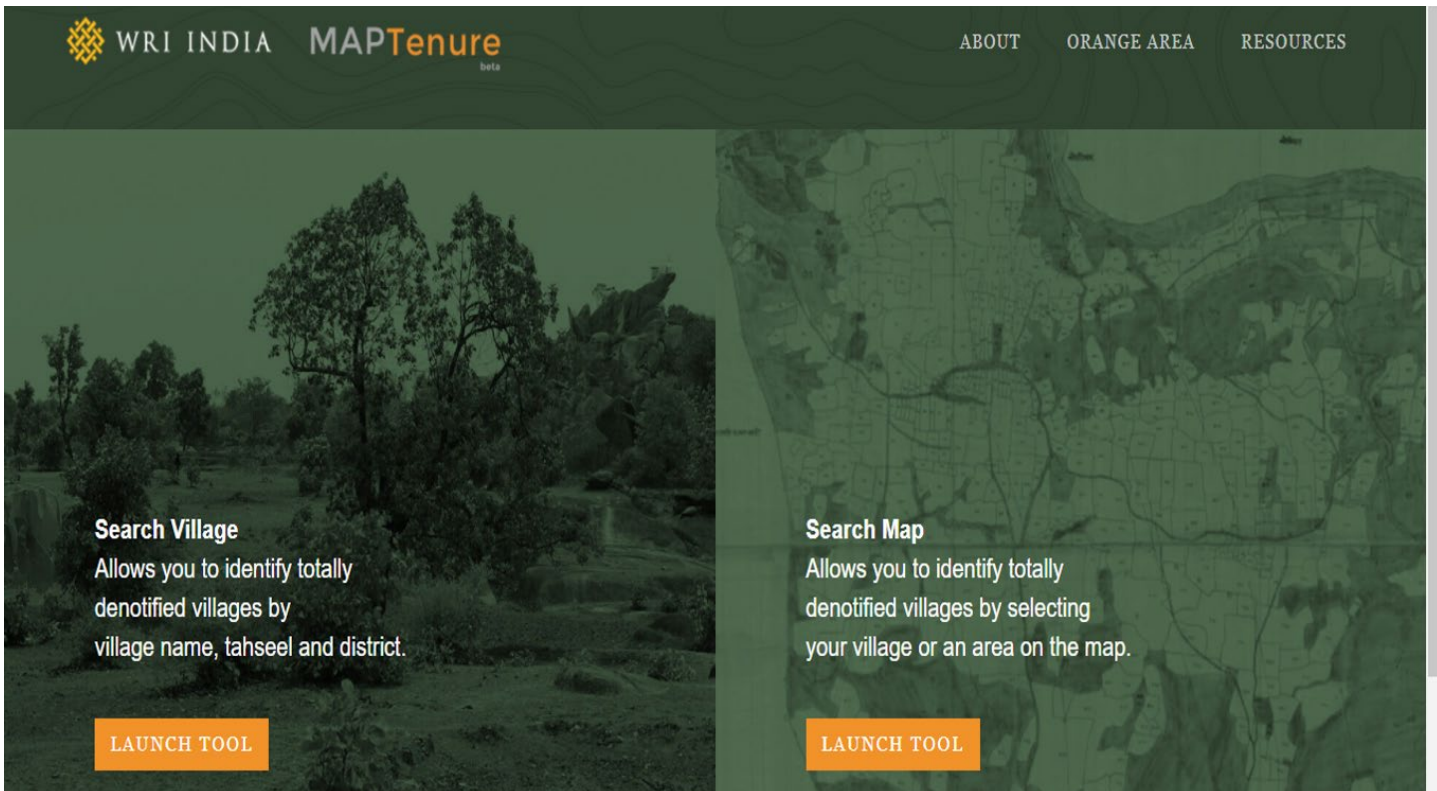 WRI INDIA MAPTenure
beta
ABOUT ORANGE AREA RESOURCES
Search Village
Allows you to identify totally
denotified villages by
village name, tahseel and district.
LAUNCH TOOL
Search Map
Allows you to identify totally
denotified villages by selecting
your village or an area on the map.
LAUNCH TOOL